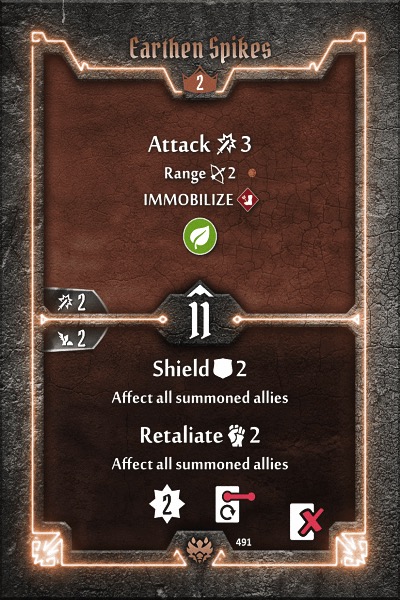 Earthen Spikes
2
Attack 3
Range 2
IMMOBILIZE
2
11
2
Shield 2
Affect all summoned allies
Retaliate 2
Affect all summoned allies
2
491